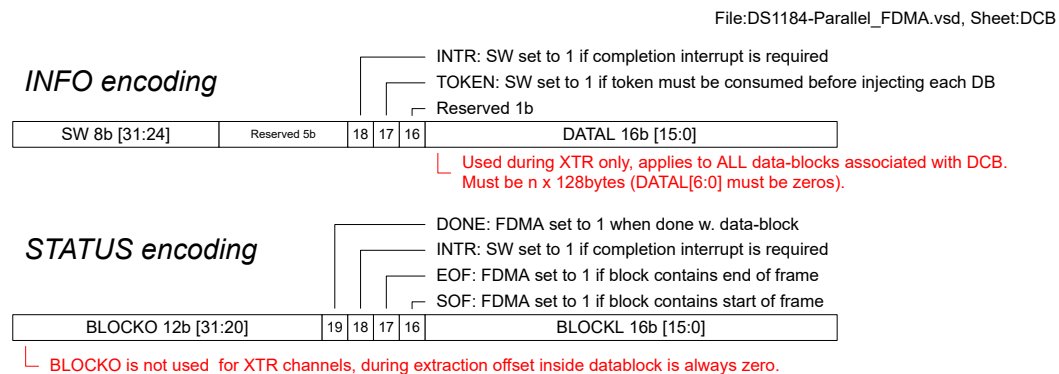 File:DS1184-Parallel_FDMA.vsd, Sheet:DCB
INTR: SW set to 1 if completion interrupt is required
INFO encoding
TOKEN: SW set to 1 if token must be consumed before injecting each DB
Reserved 1b
SW 8b [31:24] Reserved 5b 18 17 16 DATAL 16b [15:0]
Used during XTR only, applies to ALL data-blocks associated with DCB.
Must be n x 128bytes (DATAL[6:0] must be zeros).
DONE: FDMA set to 1 when done w. data-block
STATUS encoding
INTR: SW set to 1 if completion interrupt is required
EOF: FDMA set to 1 if block contains end of frame
SOF: FDMA set to 1 if block contains start of frame
BLOCKO 12b [31:20] 19 18 17 16 BLOCKL 16b [15:0]
BLOCKO is not used for XTR channels, during extraction offset inside datablock is always zero.